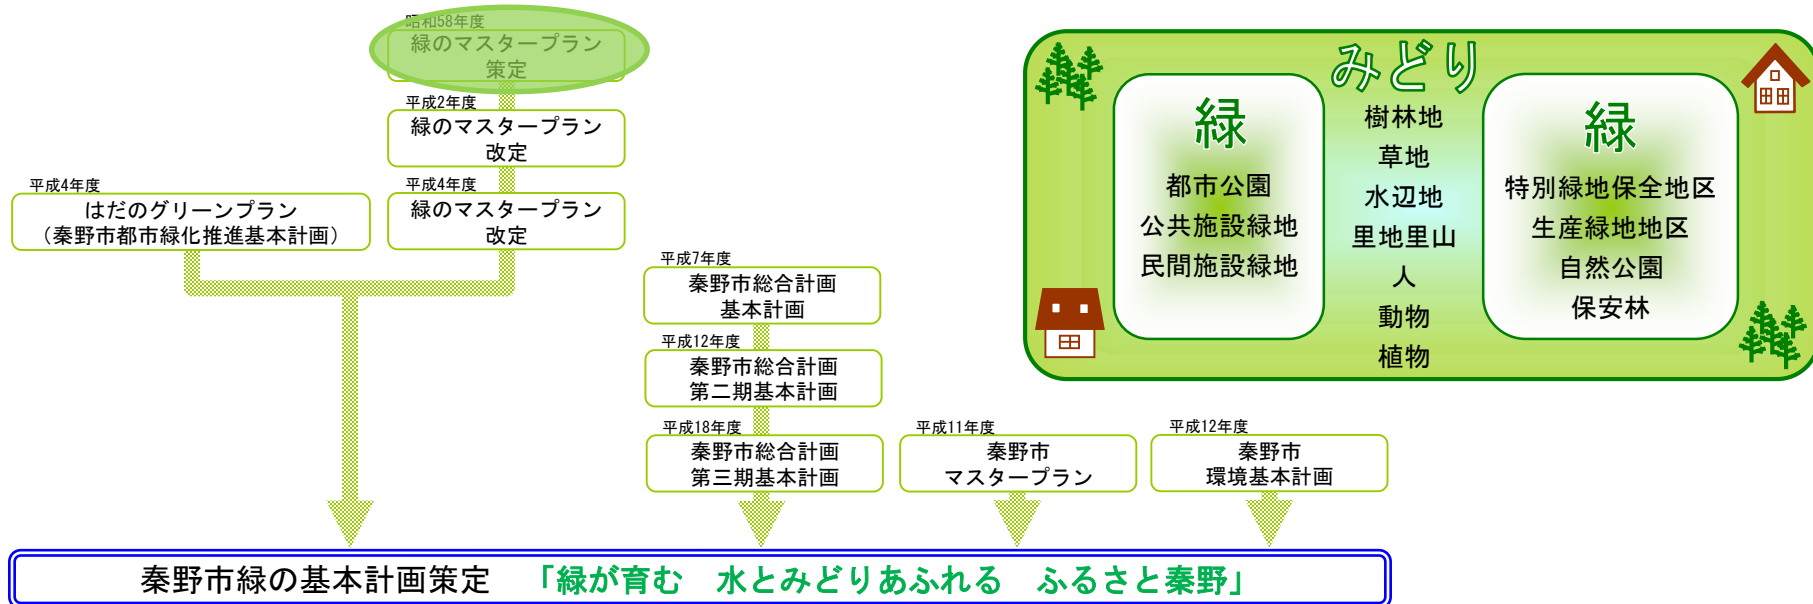 昭和58年度
緑のマスタープラン
策定
平成2年度
緑のマスタープラン
改定
平成4年度
はだのグリーンプラン
（秦野市都市緑化推進基本計画）
平成4年度
緑のマスタープラン
改定
平成7年度
秦野市総合計画
基本計画
平成12年度
秦野市総合計画
第二期基本計画
平成18年度
秦野市総合計画
第三期基本計画
平成11年度
秦野市
マスタープラン
平成12年度
秦野市
環境基本計画
秦野市緑の基本計画策定　「緑が育む　水とみどりあふれる　ふるさと秦野」
みどり
緑
都市公園
公共施設緑地
民間施設緑地
樹林地
草地
水辺地
里地里山
人
動物
植物
緑
特別緑地保全地区
生産緑地地区
自然公園
保安林